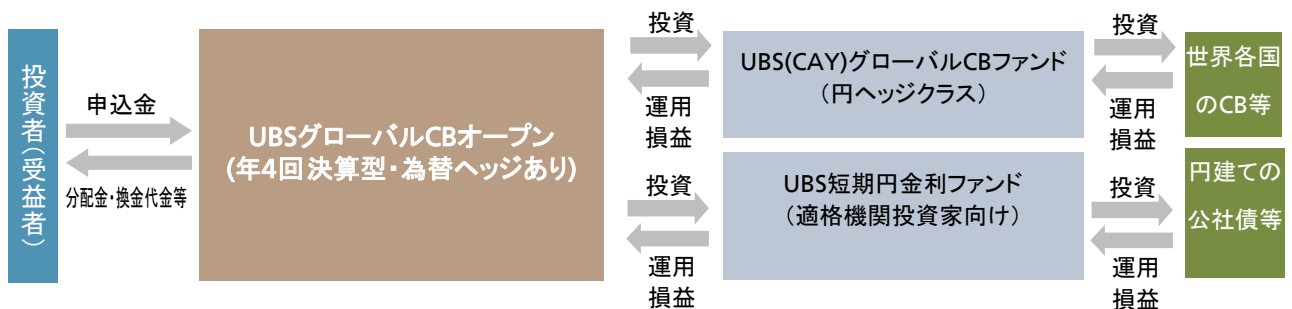 投資者(受益者)
申込金
分配金・換金代金等
UBSグローバルCBオープン
(年4回決算型・為替ヘッジあり)
投資
運用
損益
UBS(CAY)グローバルCBファンド
(円ヘッジクラス)
投資
運用
損益
世界各国
のCB等
投資
運用
損益
UBS短期円金利ファンド
(適格機関投資家向け)
投資
運用
損益
円建ての
公社債等